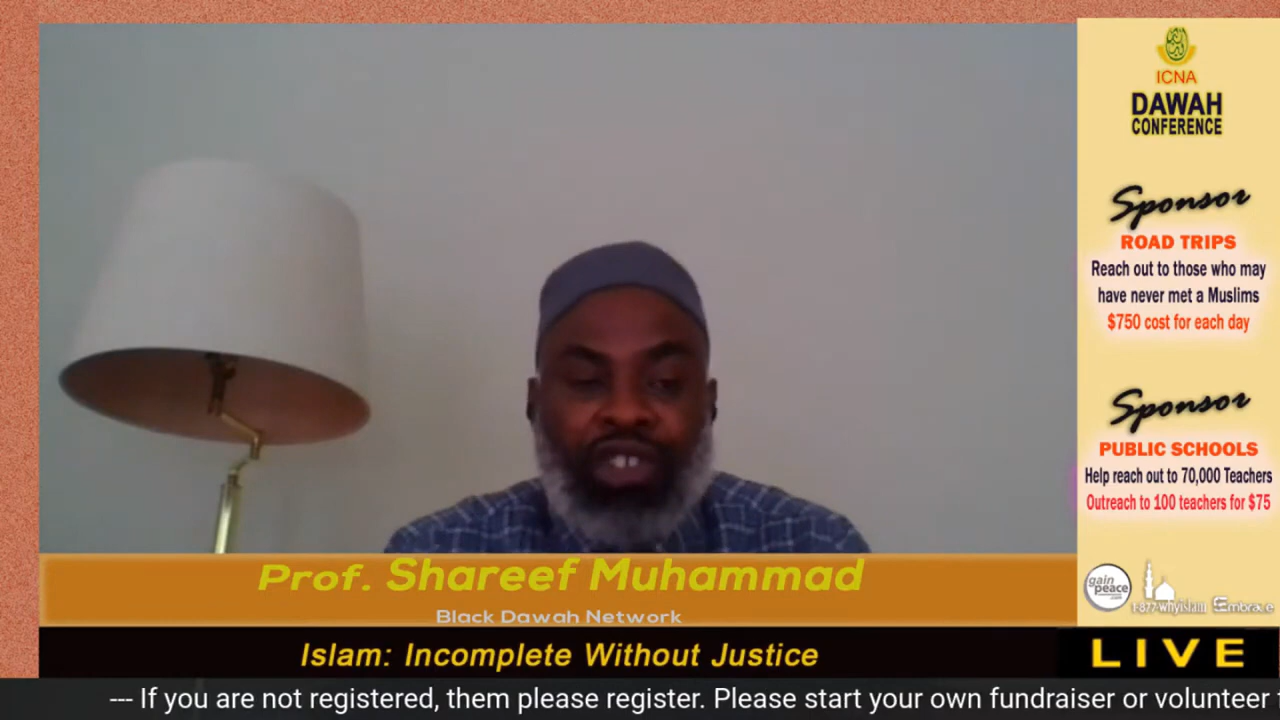 ICNA
DAWAH
CONFERENCE
Sponsor
ROAD TRIPS
Reach out to those who may
have never met a Muslims
$750 cost for each day
Sponsor
PUBLIC SCHOOLS
Help reach out to 70,000 Teachers
Outreach to 100 teachers for $75
gain
peace
1-877-whyislam
Embrace
Prof. Shareef Muhammad
Black Dawah Network
Islam: Incomplete Without Justice
LIVE
--- If you are not registered, them please register. Please start your own fundraiser or volunteer